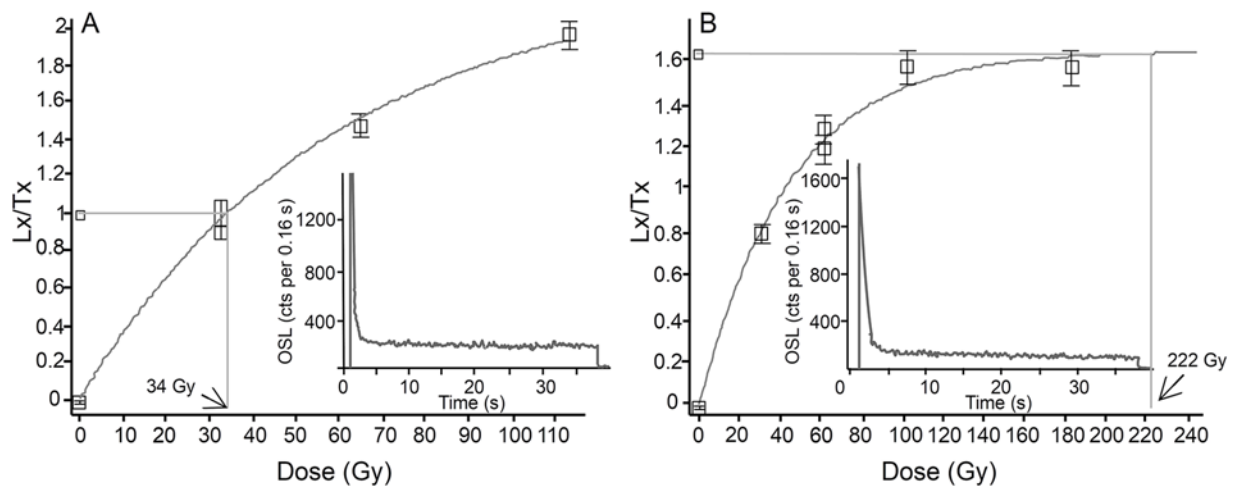 A
Lx/Tx
2
1.8
1.6
1.4
1.2
1
0.8
0.6
0.4
0.2
0
0 10 20 30 40 50 60 70 80 90 100 110
Dose (Gy)
34 Gy
OSL (cts per 0.16 s)
1200
800
400
0 10 20 30
Time (s)
B
Lx/Tx
1.6
1.4
1.2
1
0.8
0.6
0.4
0.2
0
0 20 40 60 80 100 120 140 160 180 200 220 240
Dose (Gy)
222 Gy
OSL (cts per 0.16 s)
1600
1200
800
400
0 10 20 30
Time (s)